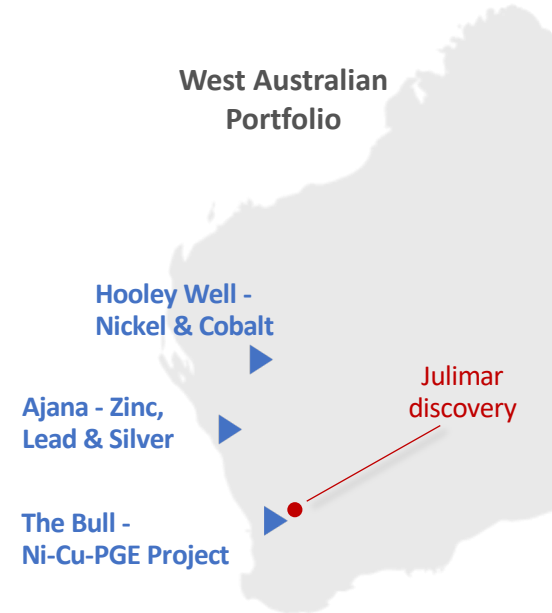 West Australian
Portfolio
Hooley Well -
Nickel & Cobalt
Julimar
discovery
Ajana - Zinc,
Lead & Silver
The Bull -
Ni-Cu-PGE Project